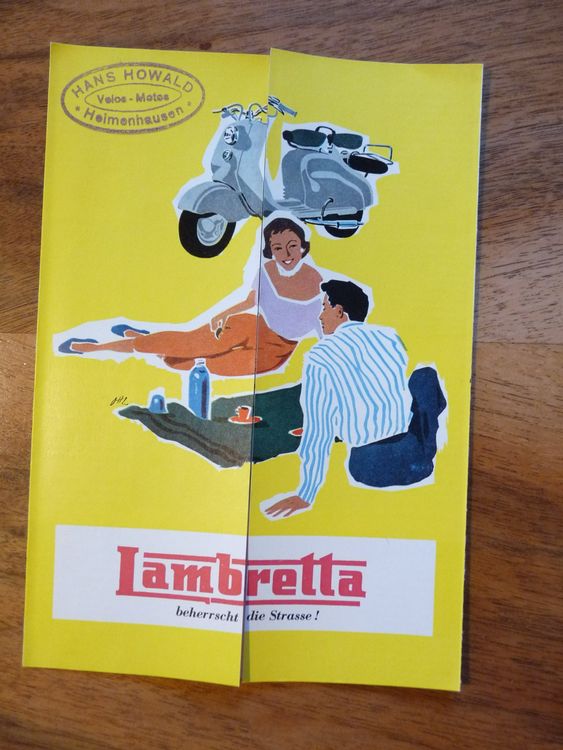 HANS HOWALD
Velos - Motos
* Heimenhausen *
Lambretta
beherrscht die Strasse!